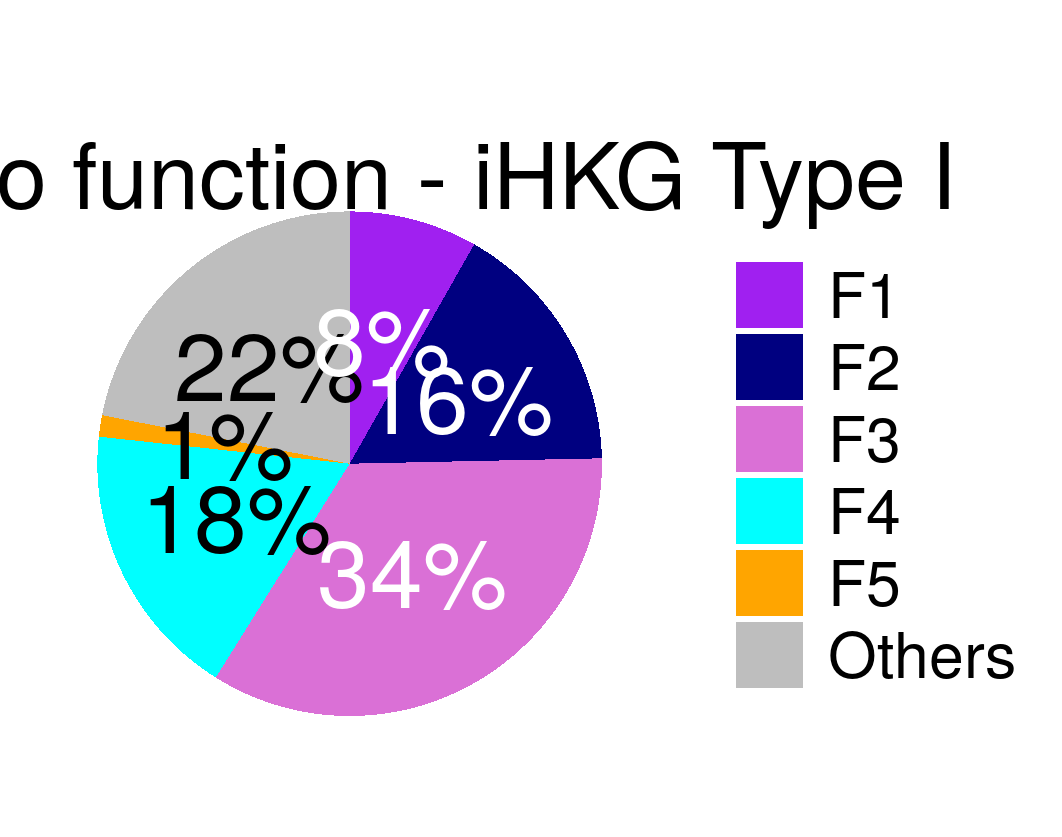 o function - iHKG Type I
8%
22%
16%
1%
18%
34%
F1
F2
F3
F4
F5
Others